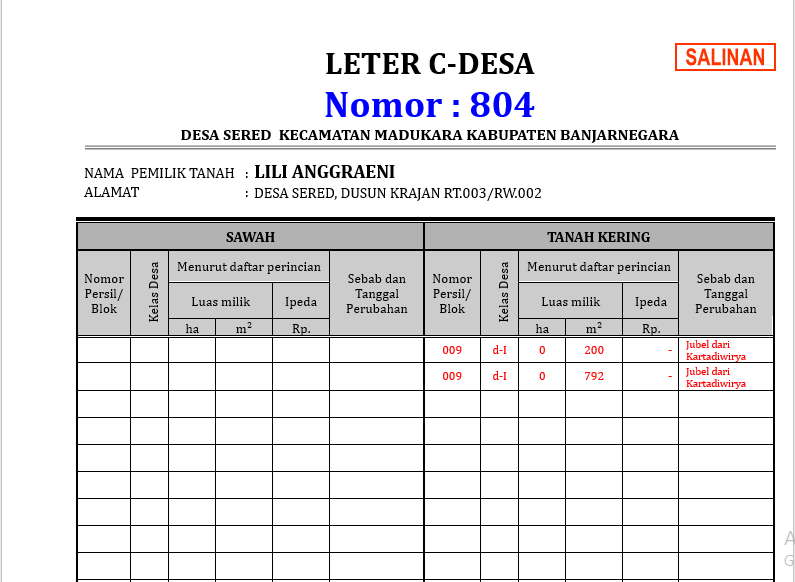 LETER C-DESA
SALINAN
Nomor : 804
DESA SERED KECAMATAN MADUKARA KABUPATEN BANJARNEGARA
NAMA PEMILIK TANAH : LILI ANGGRAENI
ALAMAT : DESA SERED, DUSUN KRAJAN RT.003/RW.002
SAWAH TANAH KERING
Nomor Persil/ Blok Kelas Desa Menurut daftar perincian Sebab dan Tanggal Perubahan Nomor Persil/ Blok Kelas Desa Menurut daftar perincian Sebab dan Tanggal Perubahan
Luas milik Ipeda Luas milik Ipeda
ha m² Rp. ha m² Rp.
009 d-I 0 200 - Jubel dari Kartadiwirya
009 d-I 0 792 - Jubel dari Kartadiwirya